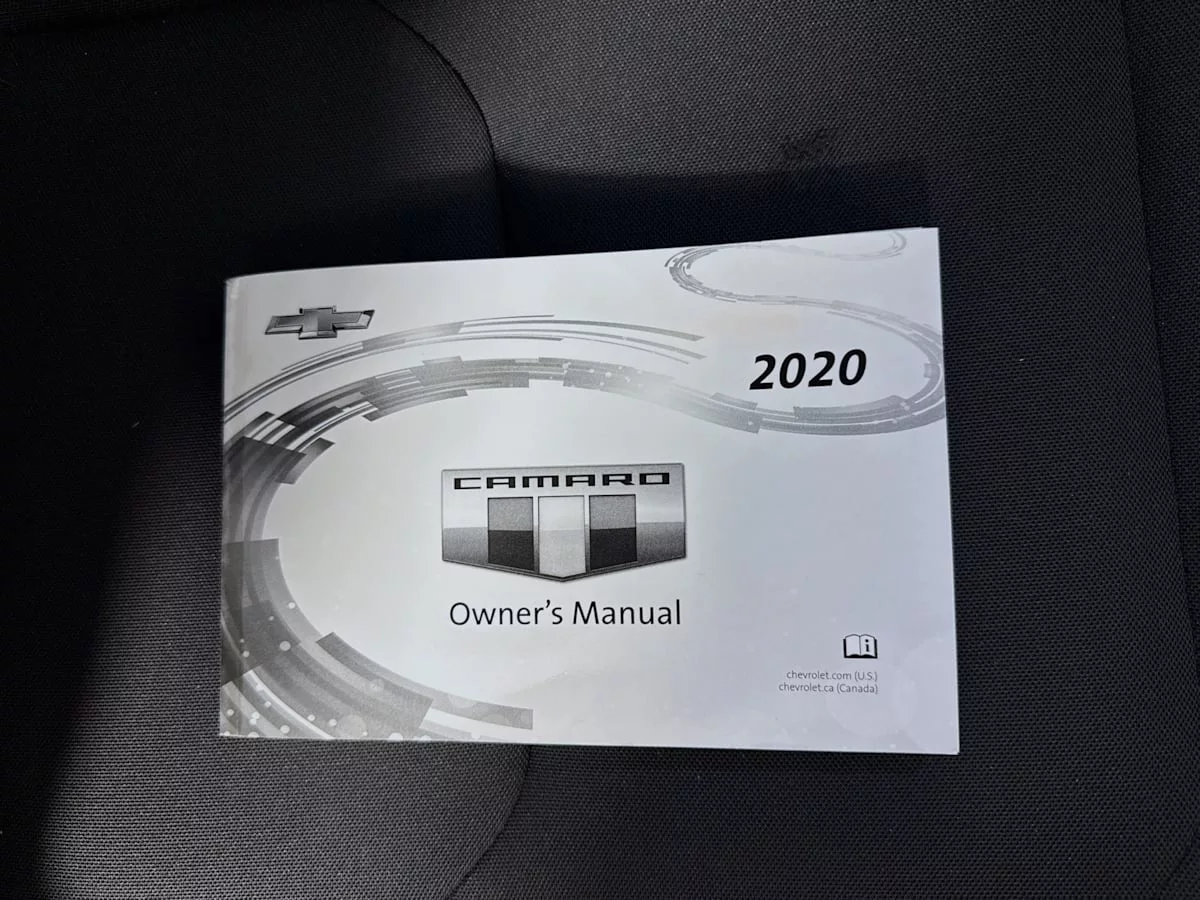 2020
CAMARO
Owner's Manual
chevrolet.com (U.S.)
chevrolet.ca (Canada)